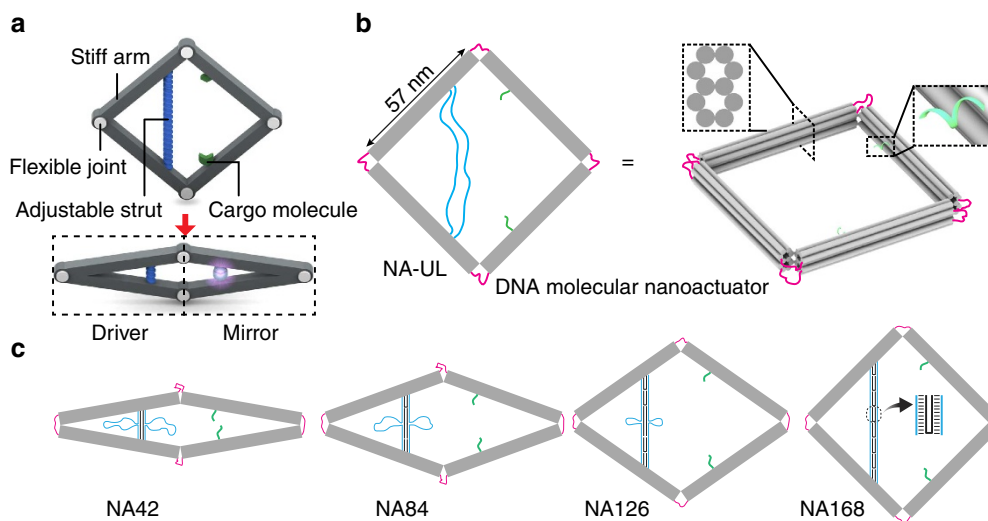 a
Stiff arm
Flexible joint
Adjustable strut
Cargo molecule
Driver
Mirror
b
57 nm
NA-UL
=
DNA molecular nanoactuator
c
NA42
NA84
NA126
NA168